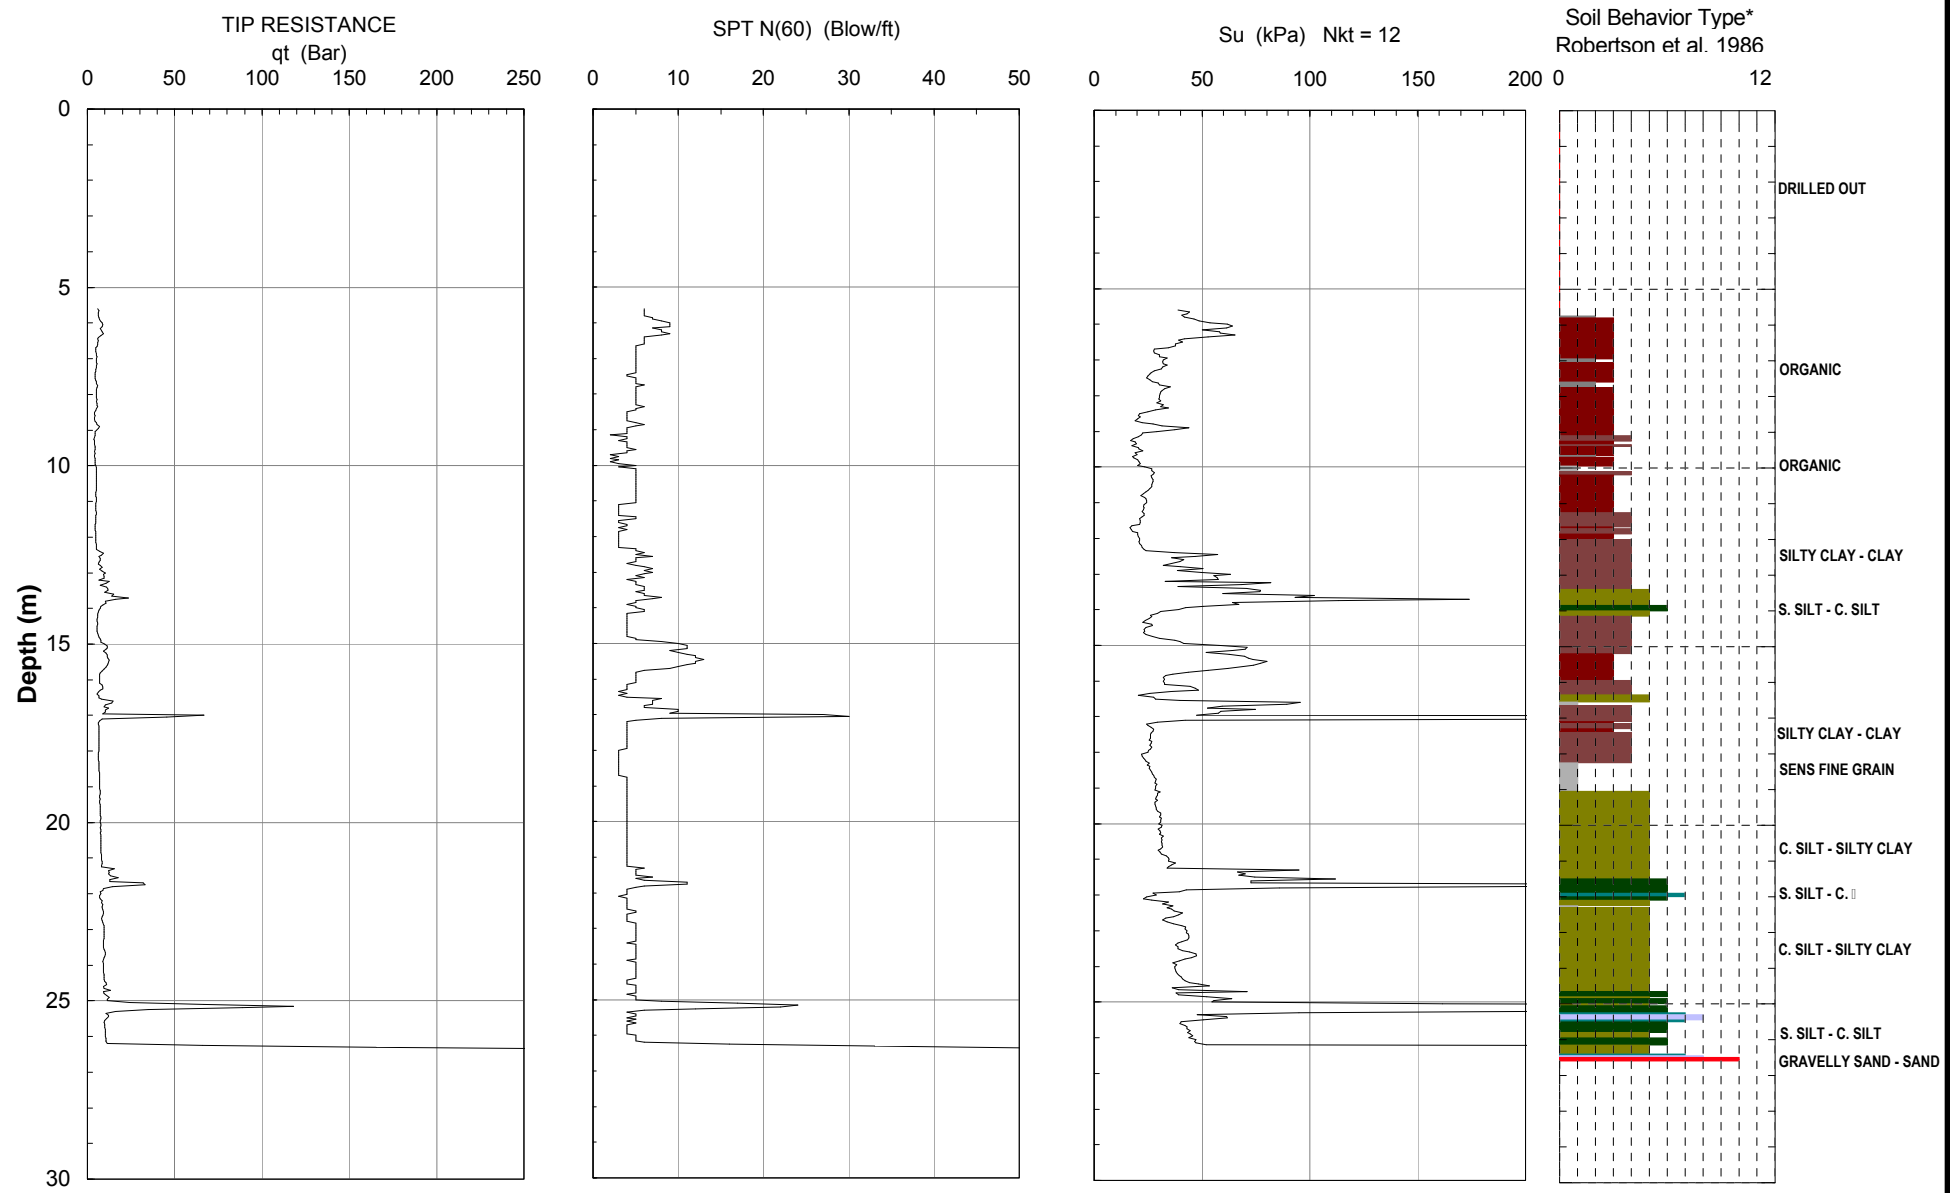 TIP RESISTANCE
qt (Bar)
0 50 100 150 200 250
SPT N(60) (Blow/ft)
0 10 20 30 40 50
Su (kPa) Nkt = 12
0 50 100 150 200
Soil Behavior Type*
Robertson et al. 1986
0 12
Depth (m)
0
5
10
15
20
25
30
DRILLED OUT
ORGANIC
ORGANIC
SILTY CLAY - CLAY
S. SILT - C. SILT
SILTY CLAY - CLAY
SENS FINE GRAIN
C. SILT - SILTY CLAY
S. SILT - C. 
C. SILT - SILTY CLAY
S. SILT - C. SILT
GRAVELLY SAND - SAND